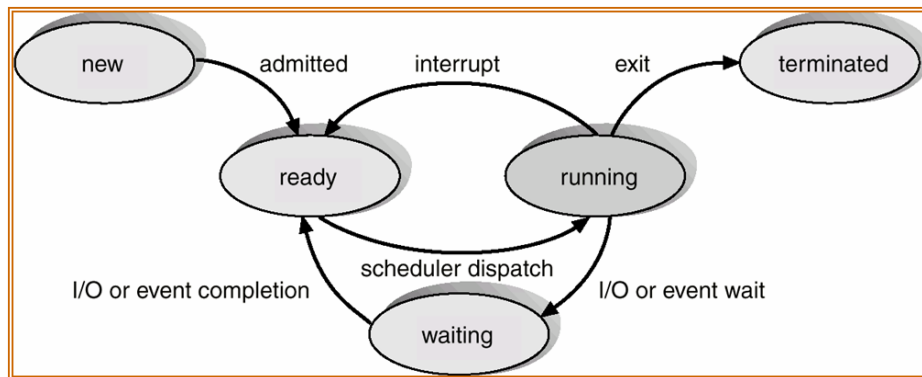 new
admitted
interrupt
exit
terminated
ready
running
scheduler dispatch
I/O or event completion
I/O or event wait
waiting